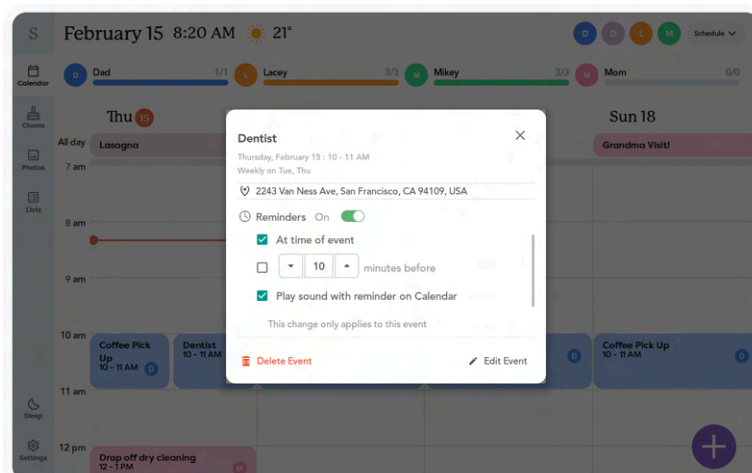 S
February 15 8:20 AM 21°
D D L M Schedule
Calendar
Chores
Photos
Lists
Sleep
Settings
D Dad 1/1
L Lacey 3/3
M Mikey 3/3
M Mom 0/0
Thu 15
Sun 18
All day
Lasagna
Grandma Visit!
7 am
8 am
9 am
10 am
11 am
12 pm
Dentist
Thursday, February 15 : 10 - 11 AM
Weekly on Tue, Thu
2243 Van Ness Ave, San Francisco, CA 94109, USA
Reminders On
At time of event
10 minutes before
Play sound with reminder on Calendar
This change only applies to this event
Delete Event
Edit Event
Coffee Pick
Up
10 - 11 AM D
Dentist
10 - 11 AM
D
Coffee Pick Up
10 - 11 AM
D
Drop off dry cleaning
12 - 1 PM
M